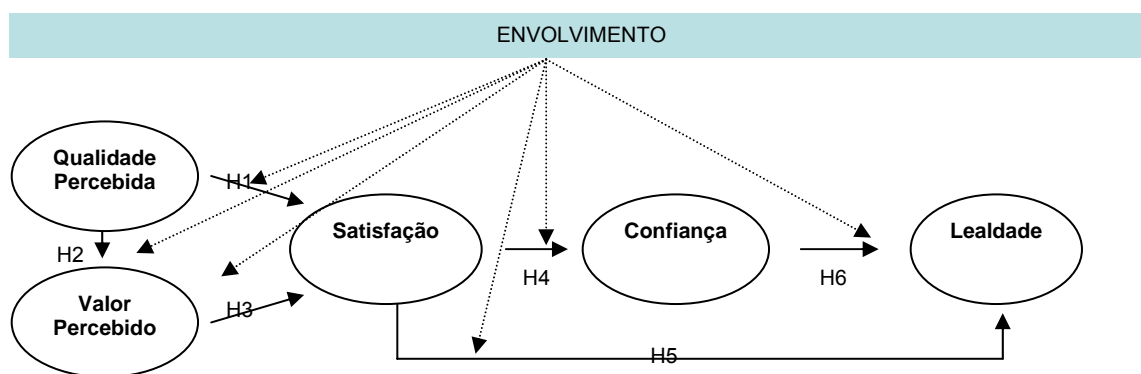 ENVOLVIMENTO
Qualidade
Percebida
H1
Satisfação
Confiança
Lealdade
H2
H4
H6
Valor
Percebido
H3
H5